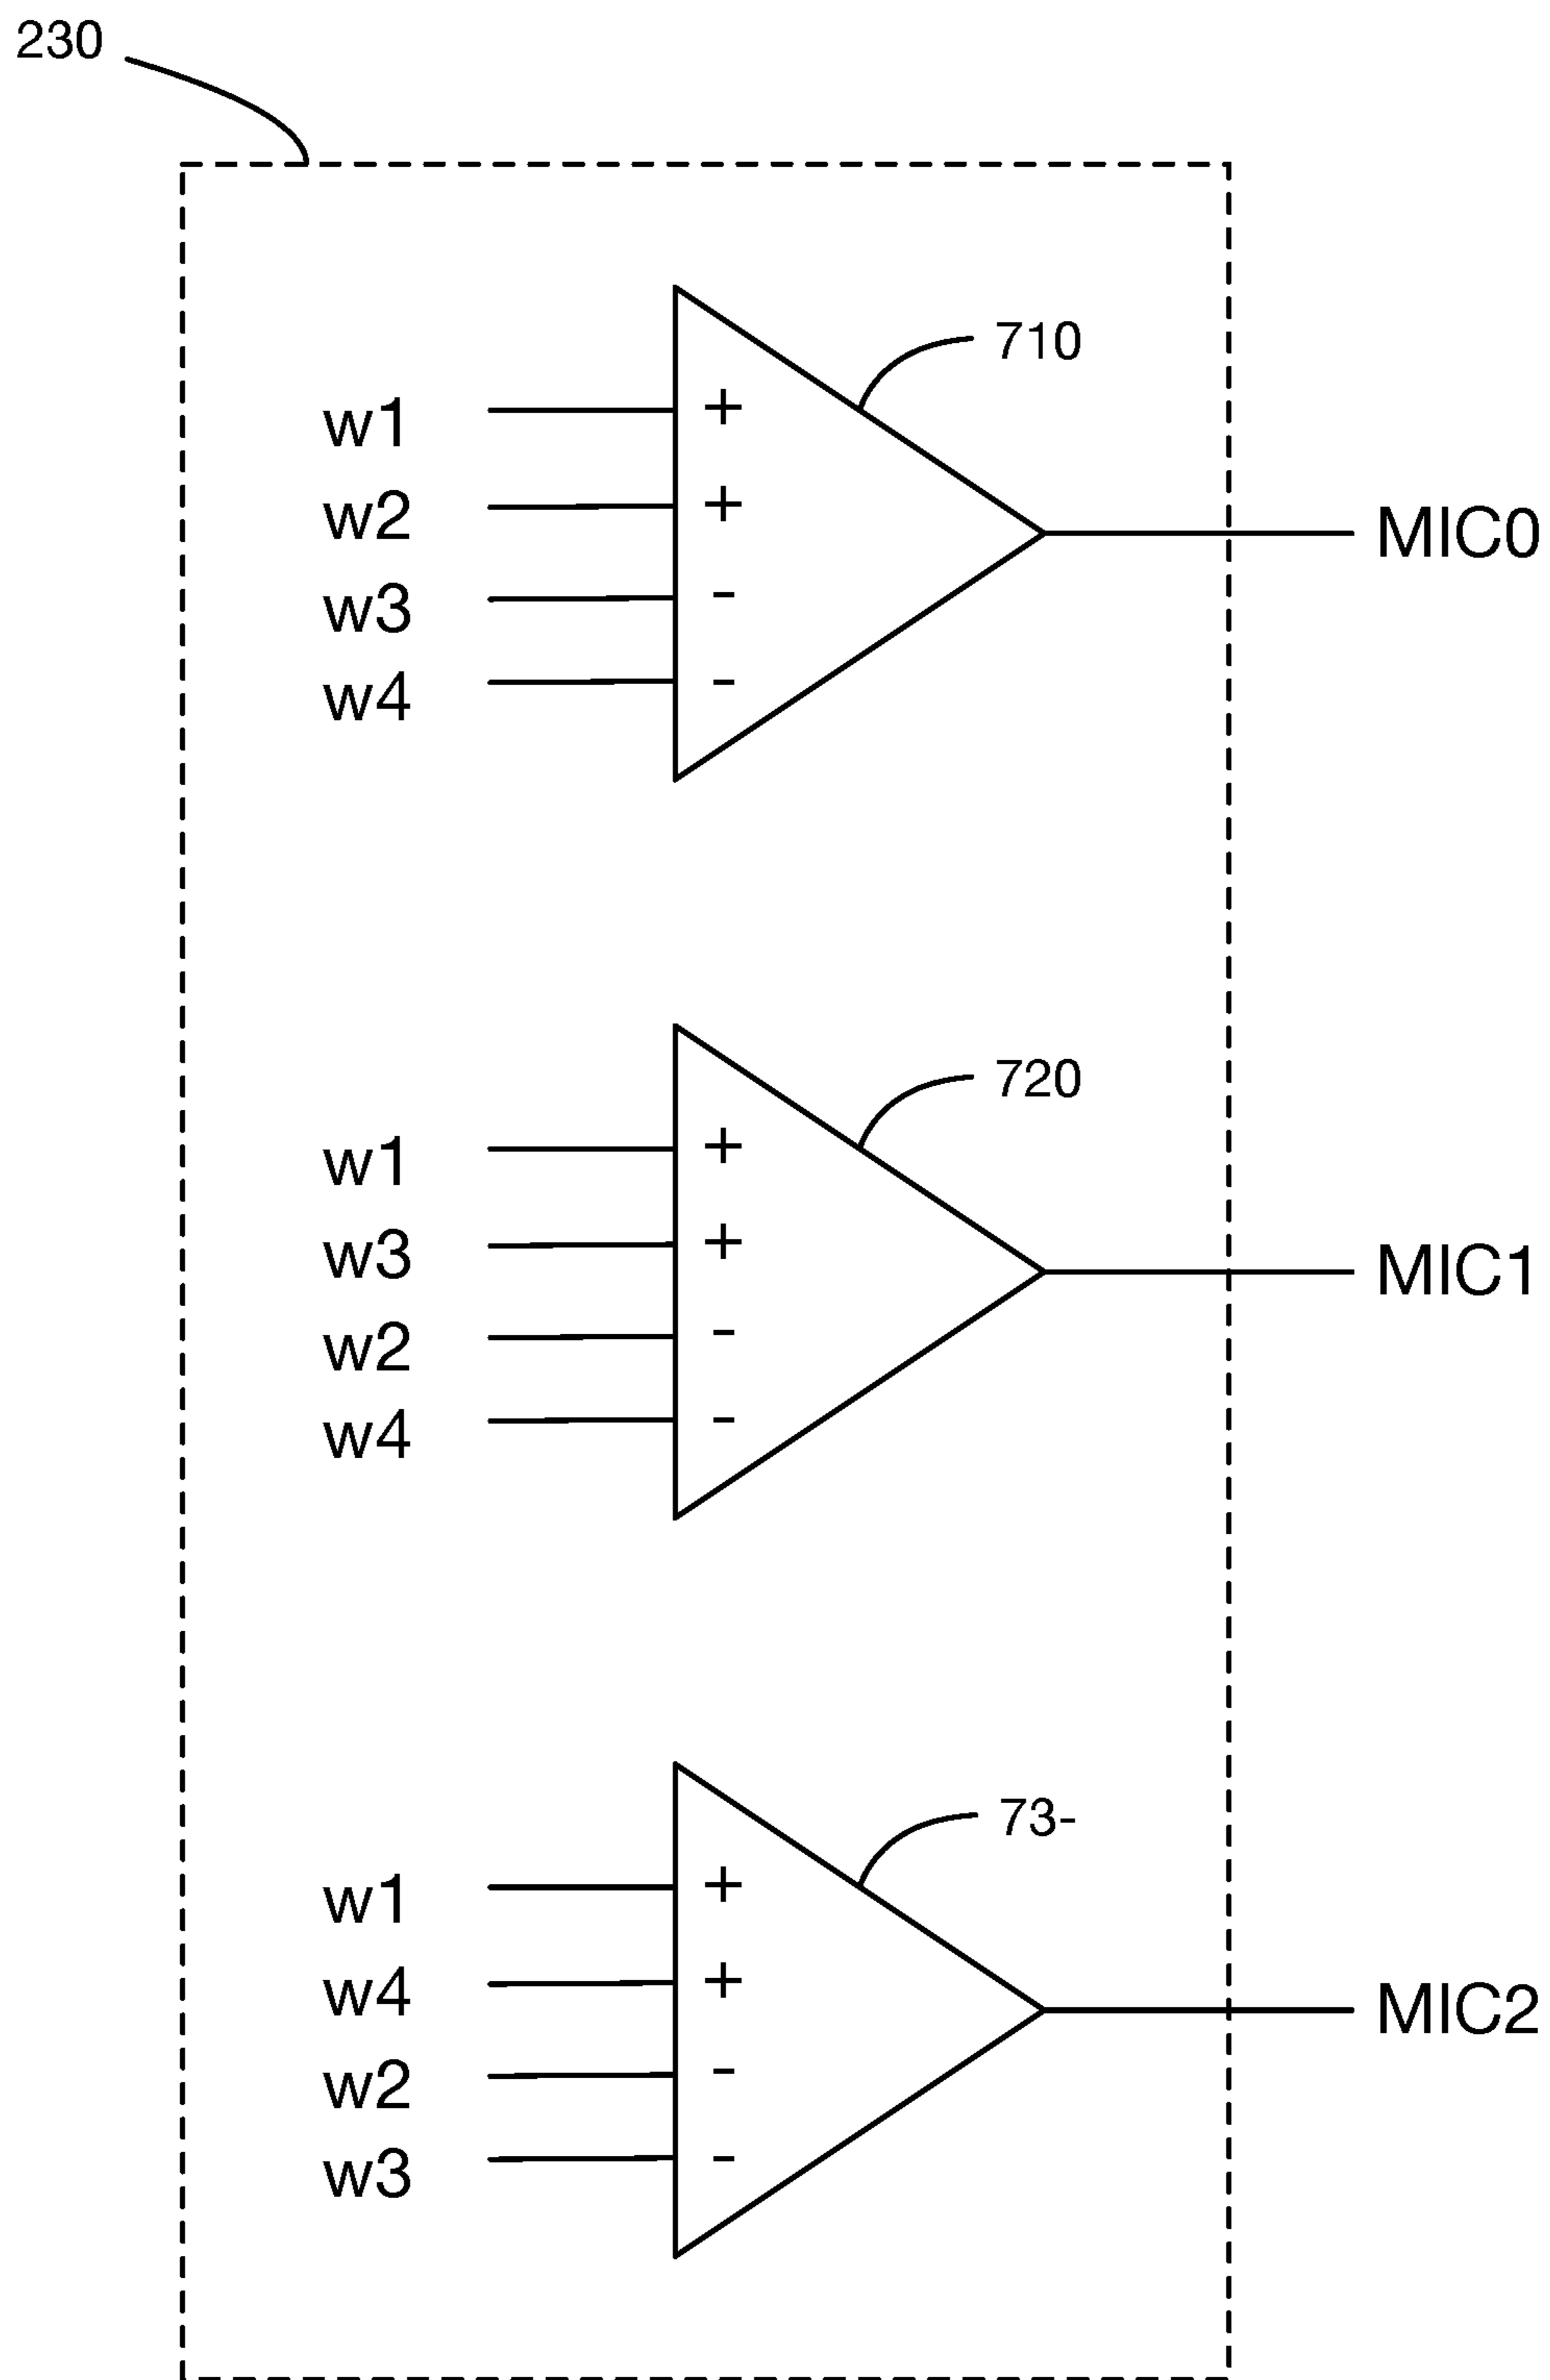 230
710
w1 +
w2 +
MIC0
w3 -
w4 -
720
w1 +
w3 +
MIC1
w2 -
w4 -
73-
w1 +
w4 +
MIC2
w2 -
w3 -